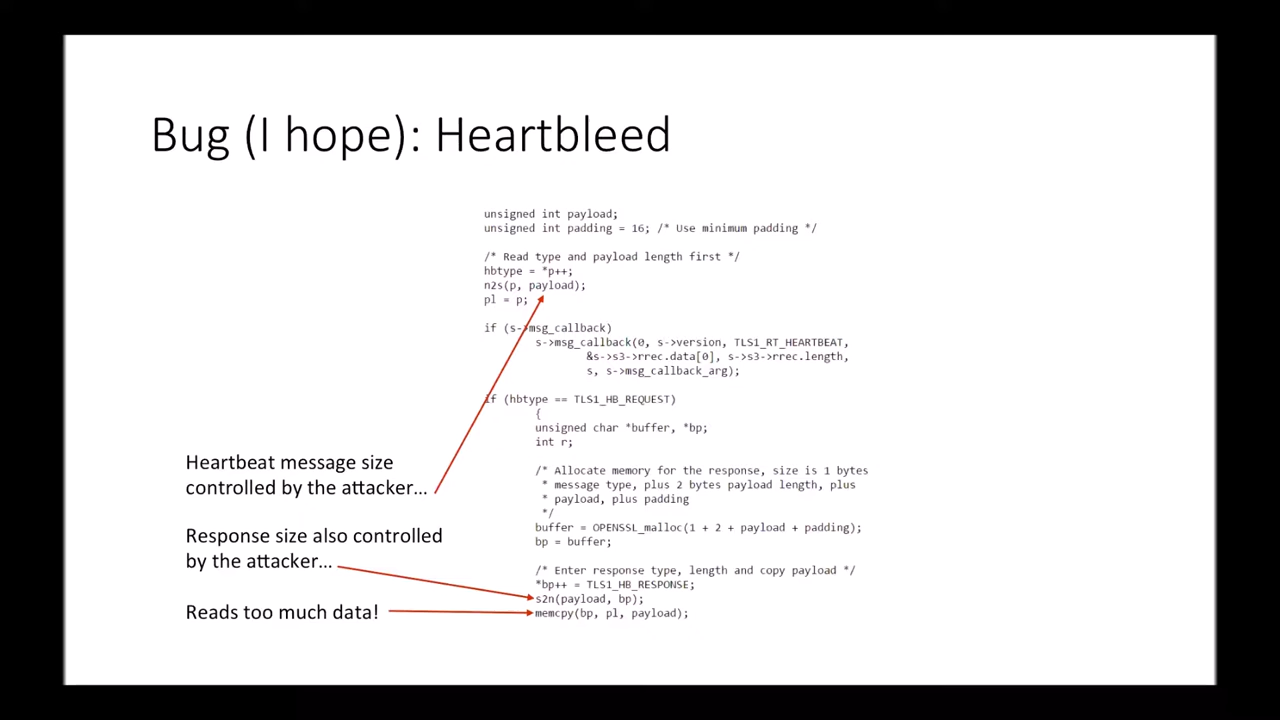 Bug (I hope): Heartbleed
unsigned int payload;
unsigned int padding = 16; /* Use minimum padding */
/* Read type and payload length first */
hbtype = *p++;
n2s(p, payload);
pl = p;
if (s->msg_callback)
s->msg_callback(0, s->version, TLS1_RT_HEARTBEAT,
&s->s3->rrec.data[0], s->s3->rrec.length,
s, s->msg_callback_arg);
if (hbtype == TLS1_HB_REQUEST)
{
unsigned char *buffer, *bp;
int r;
/* Allocate memory for the response, size is 1 bytes
* message type, plus 2 bytes payload length, plus
* payload, plus padding
*/
buffer = OPENSSL_malloc(1 + 2 + payload + padding);
bp = buffer;
/* Enter response type, length and copy payload */
*bp++ = TLS1_HB_RESPONSE;
s2n(payload, bp);
memcpy(bp, pl, payload);
Heartbeat message size
controlled by the attacker…
Response size also controlled
by the attacker…
Reads too much data!